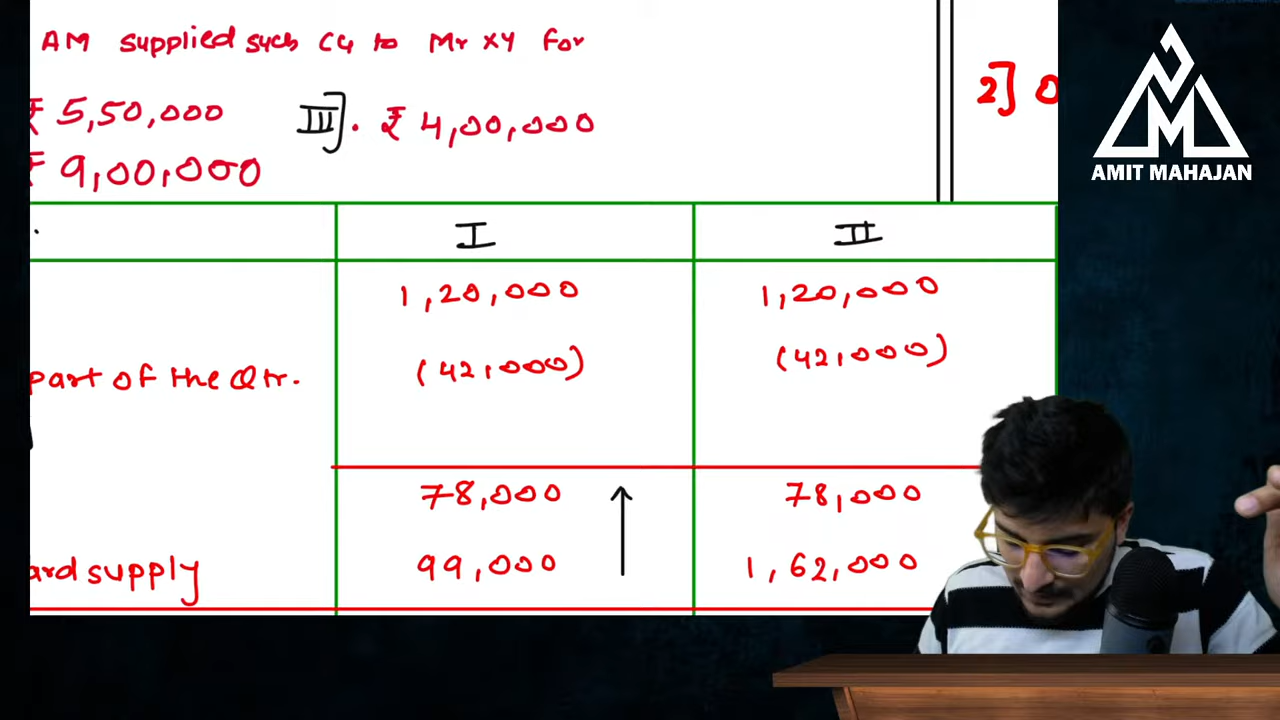 AM supplied such CG to Mr XY for
₹ 5,50,000 III]. ₹ 4,00,000
₹ 9,00,000
2] 0
AMIT MAHAJAN
I II
1,20,000 1,20,000
part of the Qtr. (42,000) (42,000)
78,000 78,000
ard supply 99,000 1,62,000